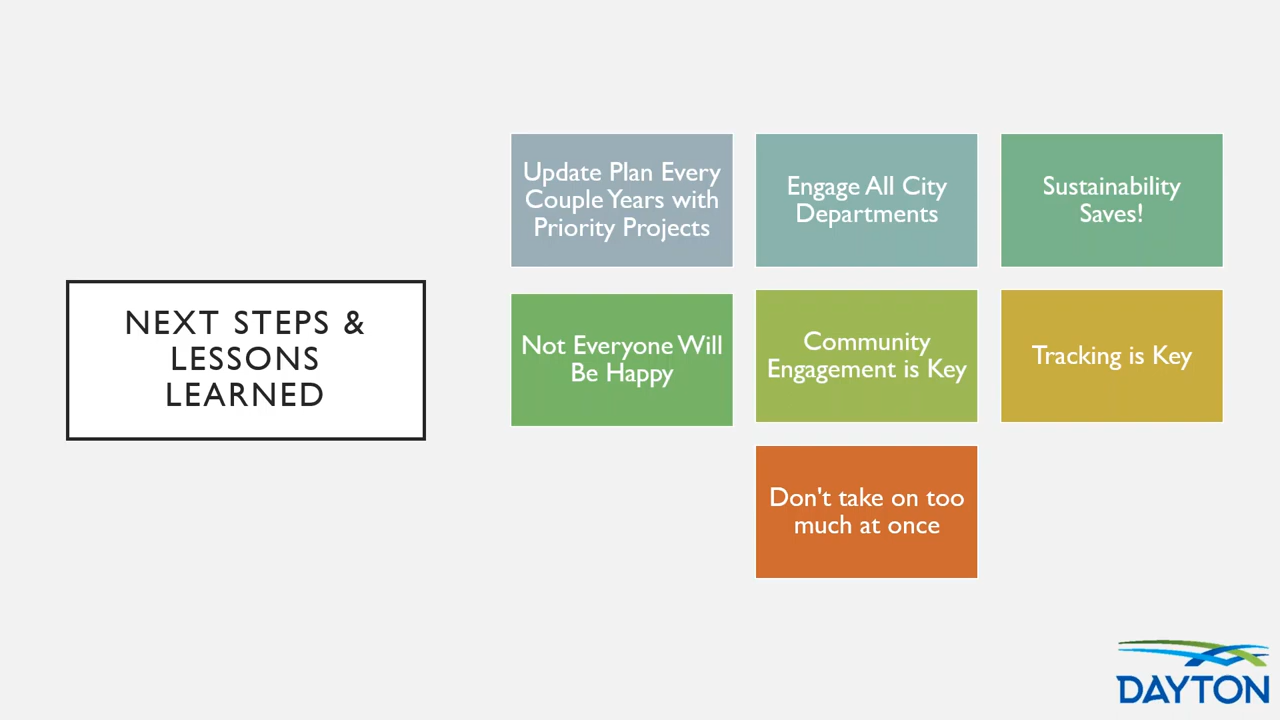 NEXT STEPS &
LESSONS
LEARNED
Update Plan Every
Couple Years with
Priority Projects
Engage All City
Departments
Sustainability
Saves!
Not Everyone Will
Be Happy
Community
Engagement is Key
Tracking is Key
Don't take on too
much at once
DAYTON